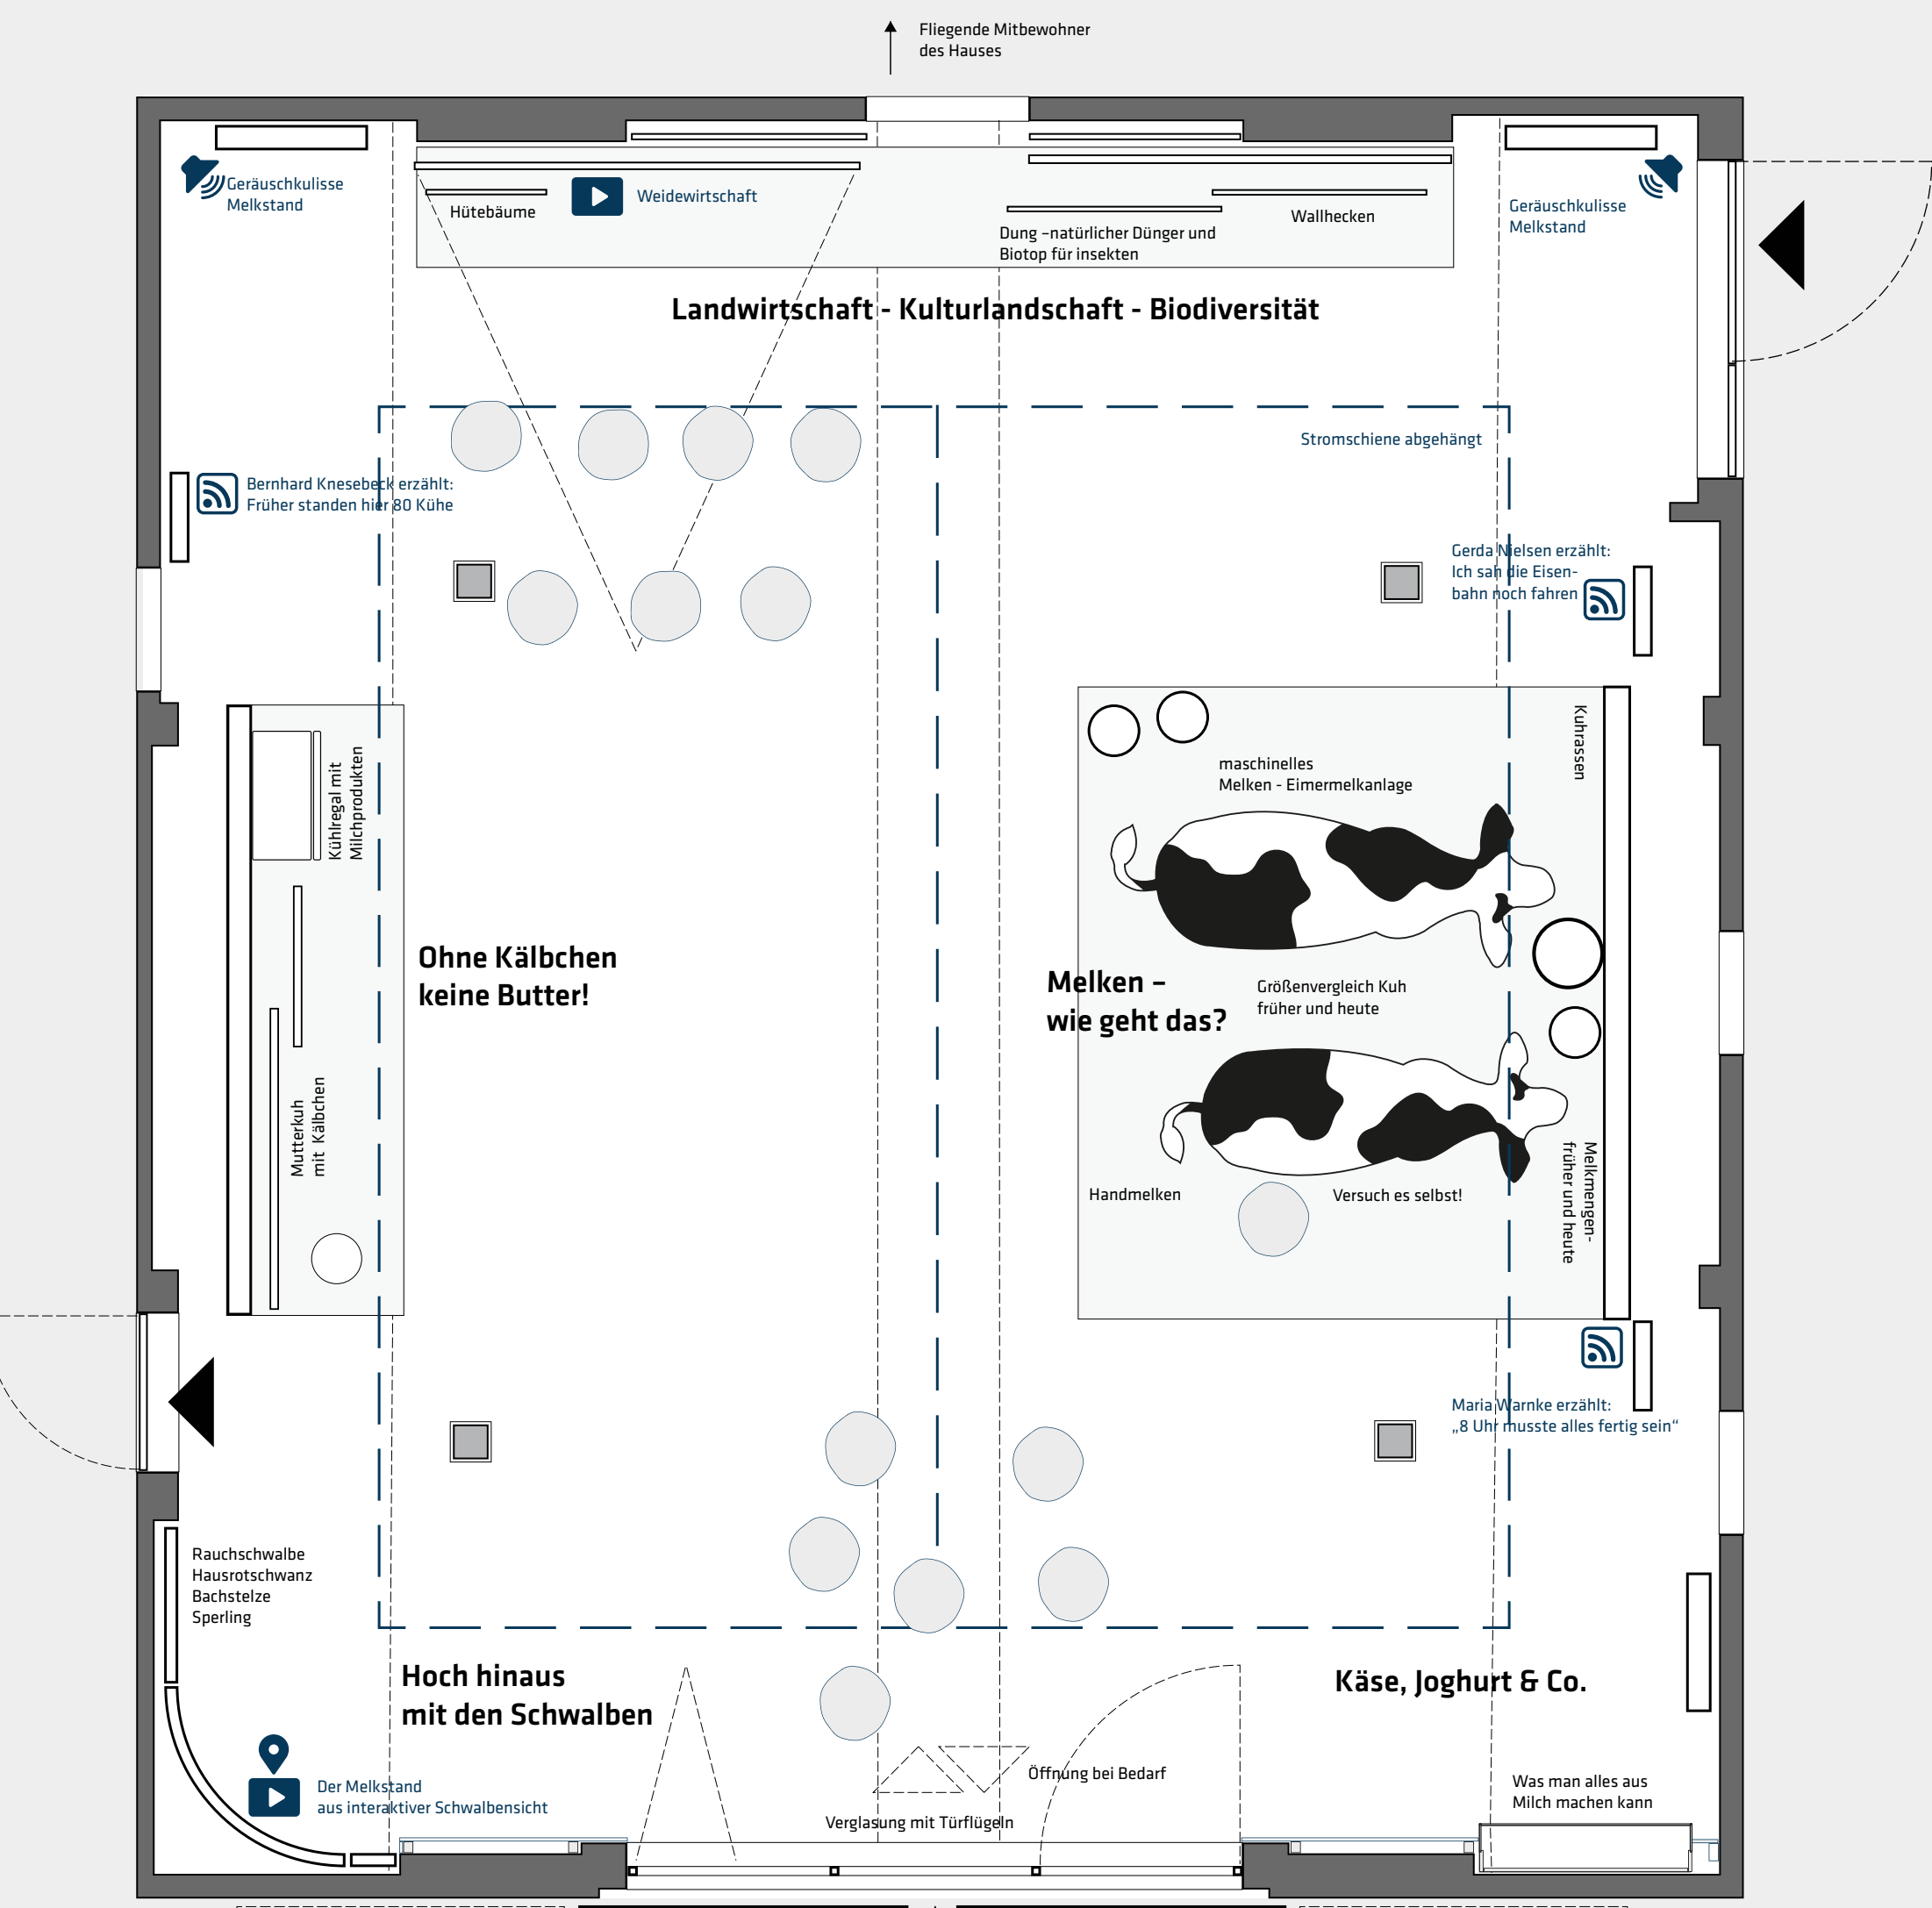 Fliegende Mitbewohner
des Hauses
Geräuschkulisse
Melkstand
Hütebäume
Weidewirtschaft
Dung –natürlicher Dünger und
Biotop für insekten
Wallhecken
Geräuschkulisse
Melkstand
Landwirtschaft - Kulturlandschaft - Biodiversität
Stromschiene abgehängt
Bernhard Knesebeck erzählt:
Früher standen hier 80 Kühe
Gerda Nielsen erzählt:
Ich sah die Eisen-
bahn noch fahren
Kühlregal mit
Milchprodukten
Mutterkuh
mit Kälbchen
Ohne Kälbchen
keine Butter!
Kuhrassen
maschinelles
Melken - Eimermelkanlage
Melken –
wie geht das?
Größenvergleich Kuh
früher und heute
Handmelken
Versuch es selbst!
Melkmengen-
früher und heute
Maria Warnke erzählt:
„8 Uhr musste alles fertig sein“
Rauchschwalbe
Hausrotschwanz
Bachstelze
Sperling
Hoch hinaus
mit den Schwalben
Käse, Joghurt & Co.
Der Melkstand
aus interaktiver Schwalbensicht
Öffnung bei Bedarf
Verglasung mit Türflügeln
Was man alles aus
Milch machen kann